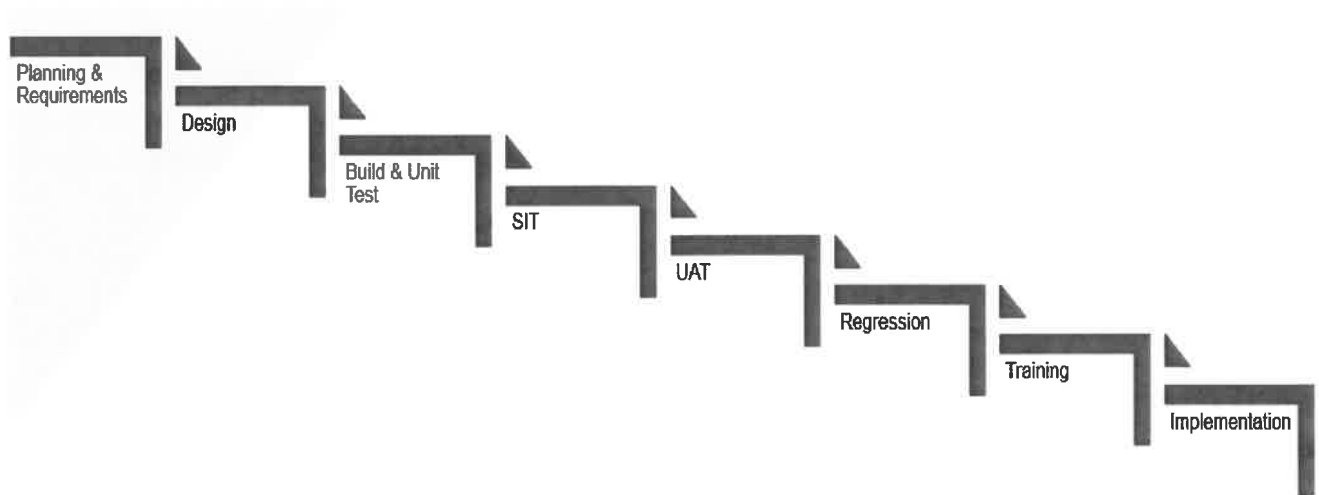 Planning &
Requirements
Design
Build & Unit
Test
SIT
UAT
Regression
Training
Implementation